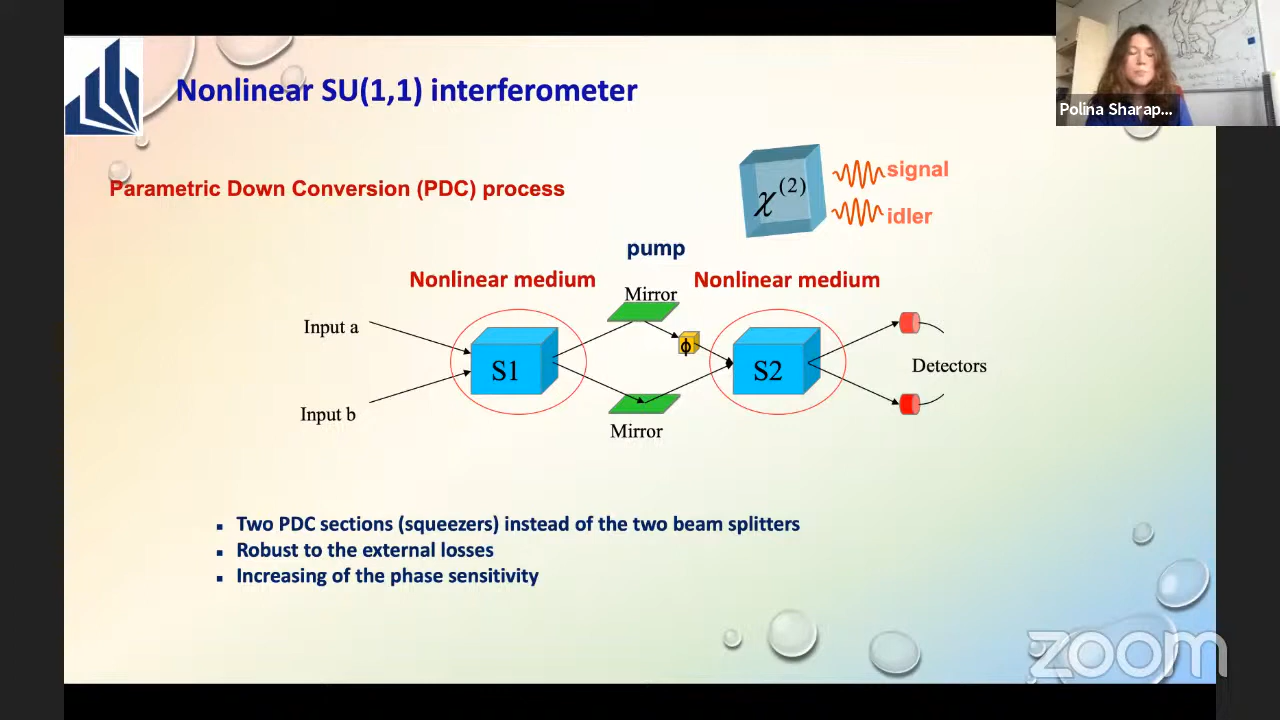 Nonlinear SU(1,1) interferometer
Polina Sharap...
Parametric Down Conversion (PDC) process
χ(2)
signal
idler
pump
Nonlinear medium
Nonlinear medium
Mirror
Input a
ϕ
S1
S2
Detectors
Input b
Mirror
Two PDC sections (squeezers) instead of the two beam splitters
Robust to the external losses
Increasing of the phase sensitivity
zoom